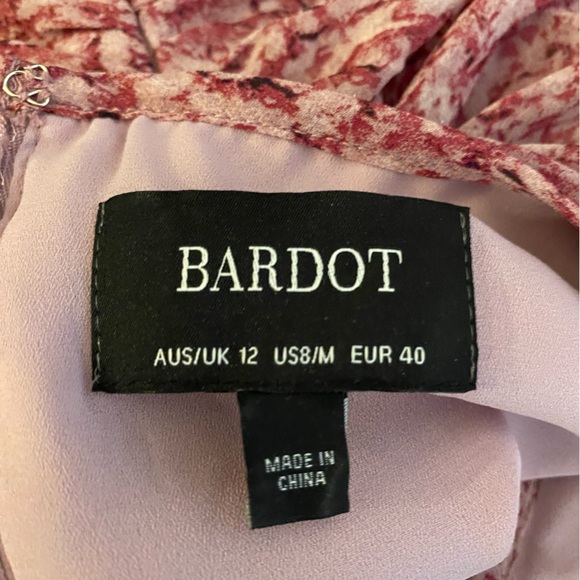 BARDOT
AUS/UK 12 US8/M EUR 40
MADE IN
CHINA